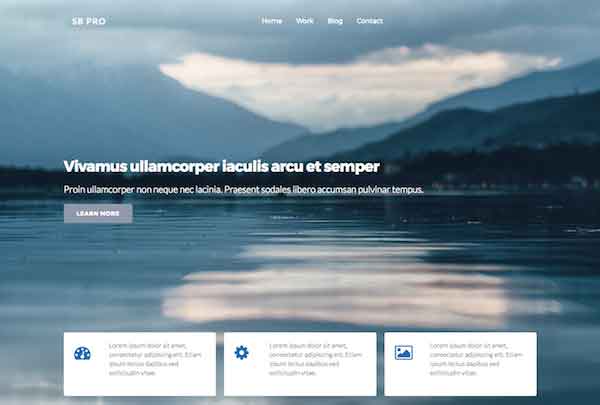 SB PRO
Home Work Blog Contact
Vivamus ullamcorper iaculis arcu et semper
Proin ullamcorper non neque nec lacinia. Praesent sodales libero accumsan pulvinar tempus.
LEARN MORE
Lorem ipsum dolor sit amet,
consectetur adipiscing elit. Etiam
ipsum lectus dapibus sed
sollicitudin vitae.
Lorem ipsum dolor sit amet,
consectetur adipiscing elit. Etiam
ipsum lectus dapibus sed
sollicitudin vitae.
Lorem ipsum dolor sit amet,
consectetur adipiscing elit. Etiam
ipsum lectus dapibus sed
sollicitudin vitae.